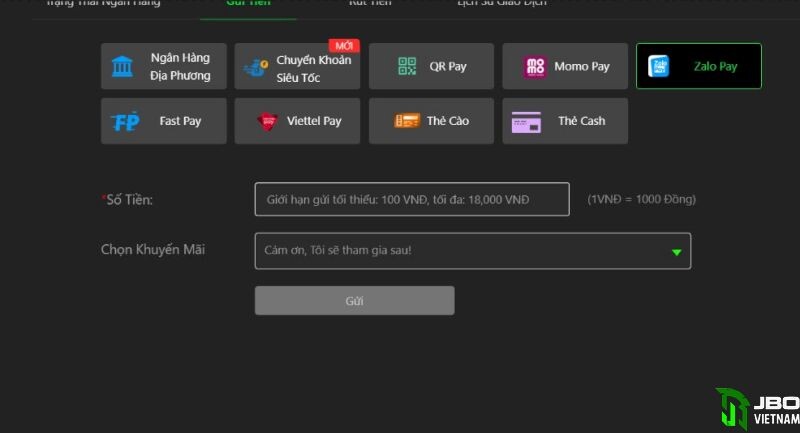 Trạng Thái Ngân Hàng Gửi Tiền Rút Tiền Lịch Sử Giao Dịch
MỚI
Ngân Hàng
Địa Phương
Chuyển Khoản
Siêu Tốc
QR Pay
Momo Pay
Zalo Pay
Fast Pay
Viettel Pay
Thẻ Cào
Thẻ Cash
*Số Tiền: Giới hạn gửi tối thiểu: 100 VNĐ, tối đa: 18,000 VNĐ (1VNĐ = 1000 Đồng)
Chọn Khuyến Mãi Cảm ơn, Tôi sẽ tham gia sau!
Gửi
JBO
VIETNAM